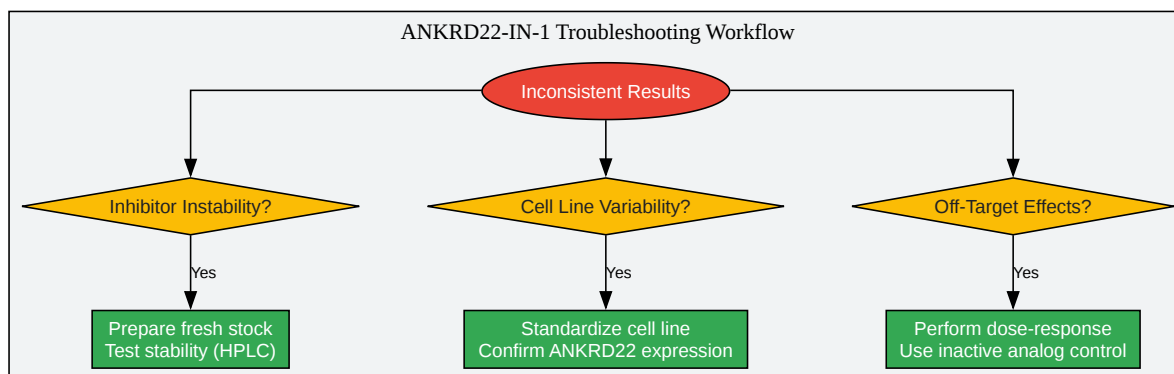 ANKRD22-IN-1 Troubleshooting Workflow
Inconsistent Results
Inhibitor Instability?
Cell Line Variability?
Off-Target Effects?
Yes
Yes
Yes
Prepare fresh stock
Test stability (HPLC)
Standardize cell line
Confirm ANKRD22 expression
Perform dose-response
Use inactive analog control